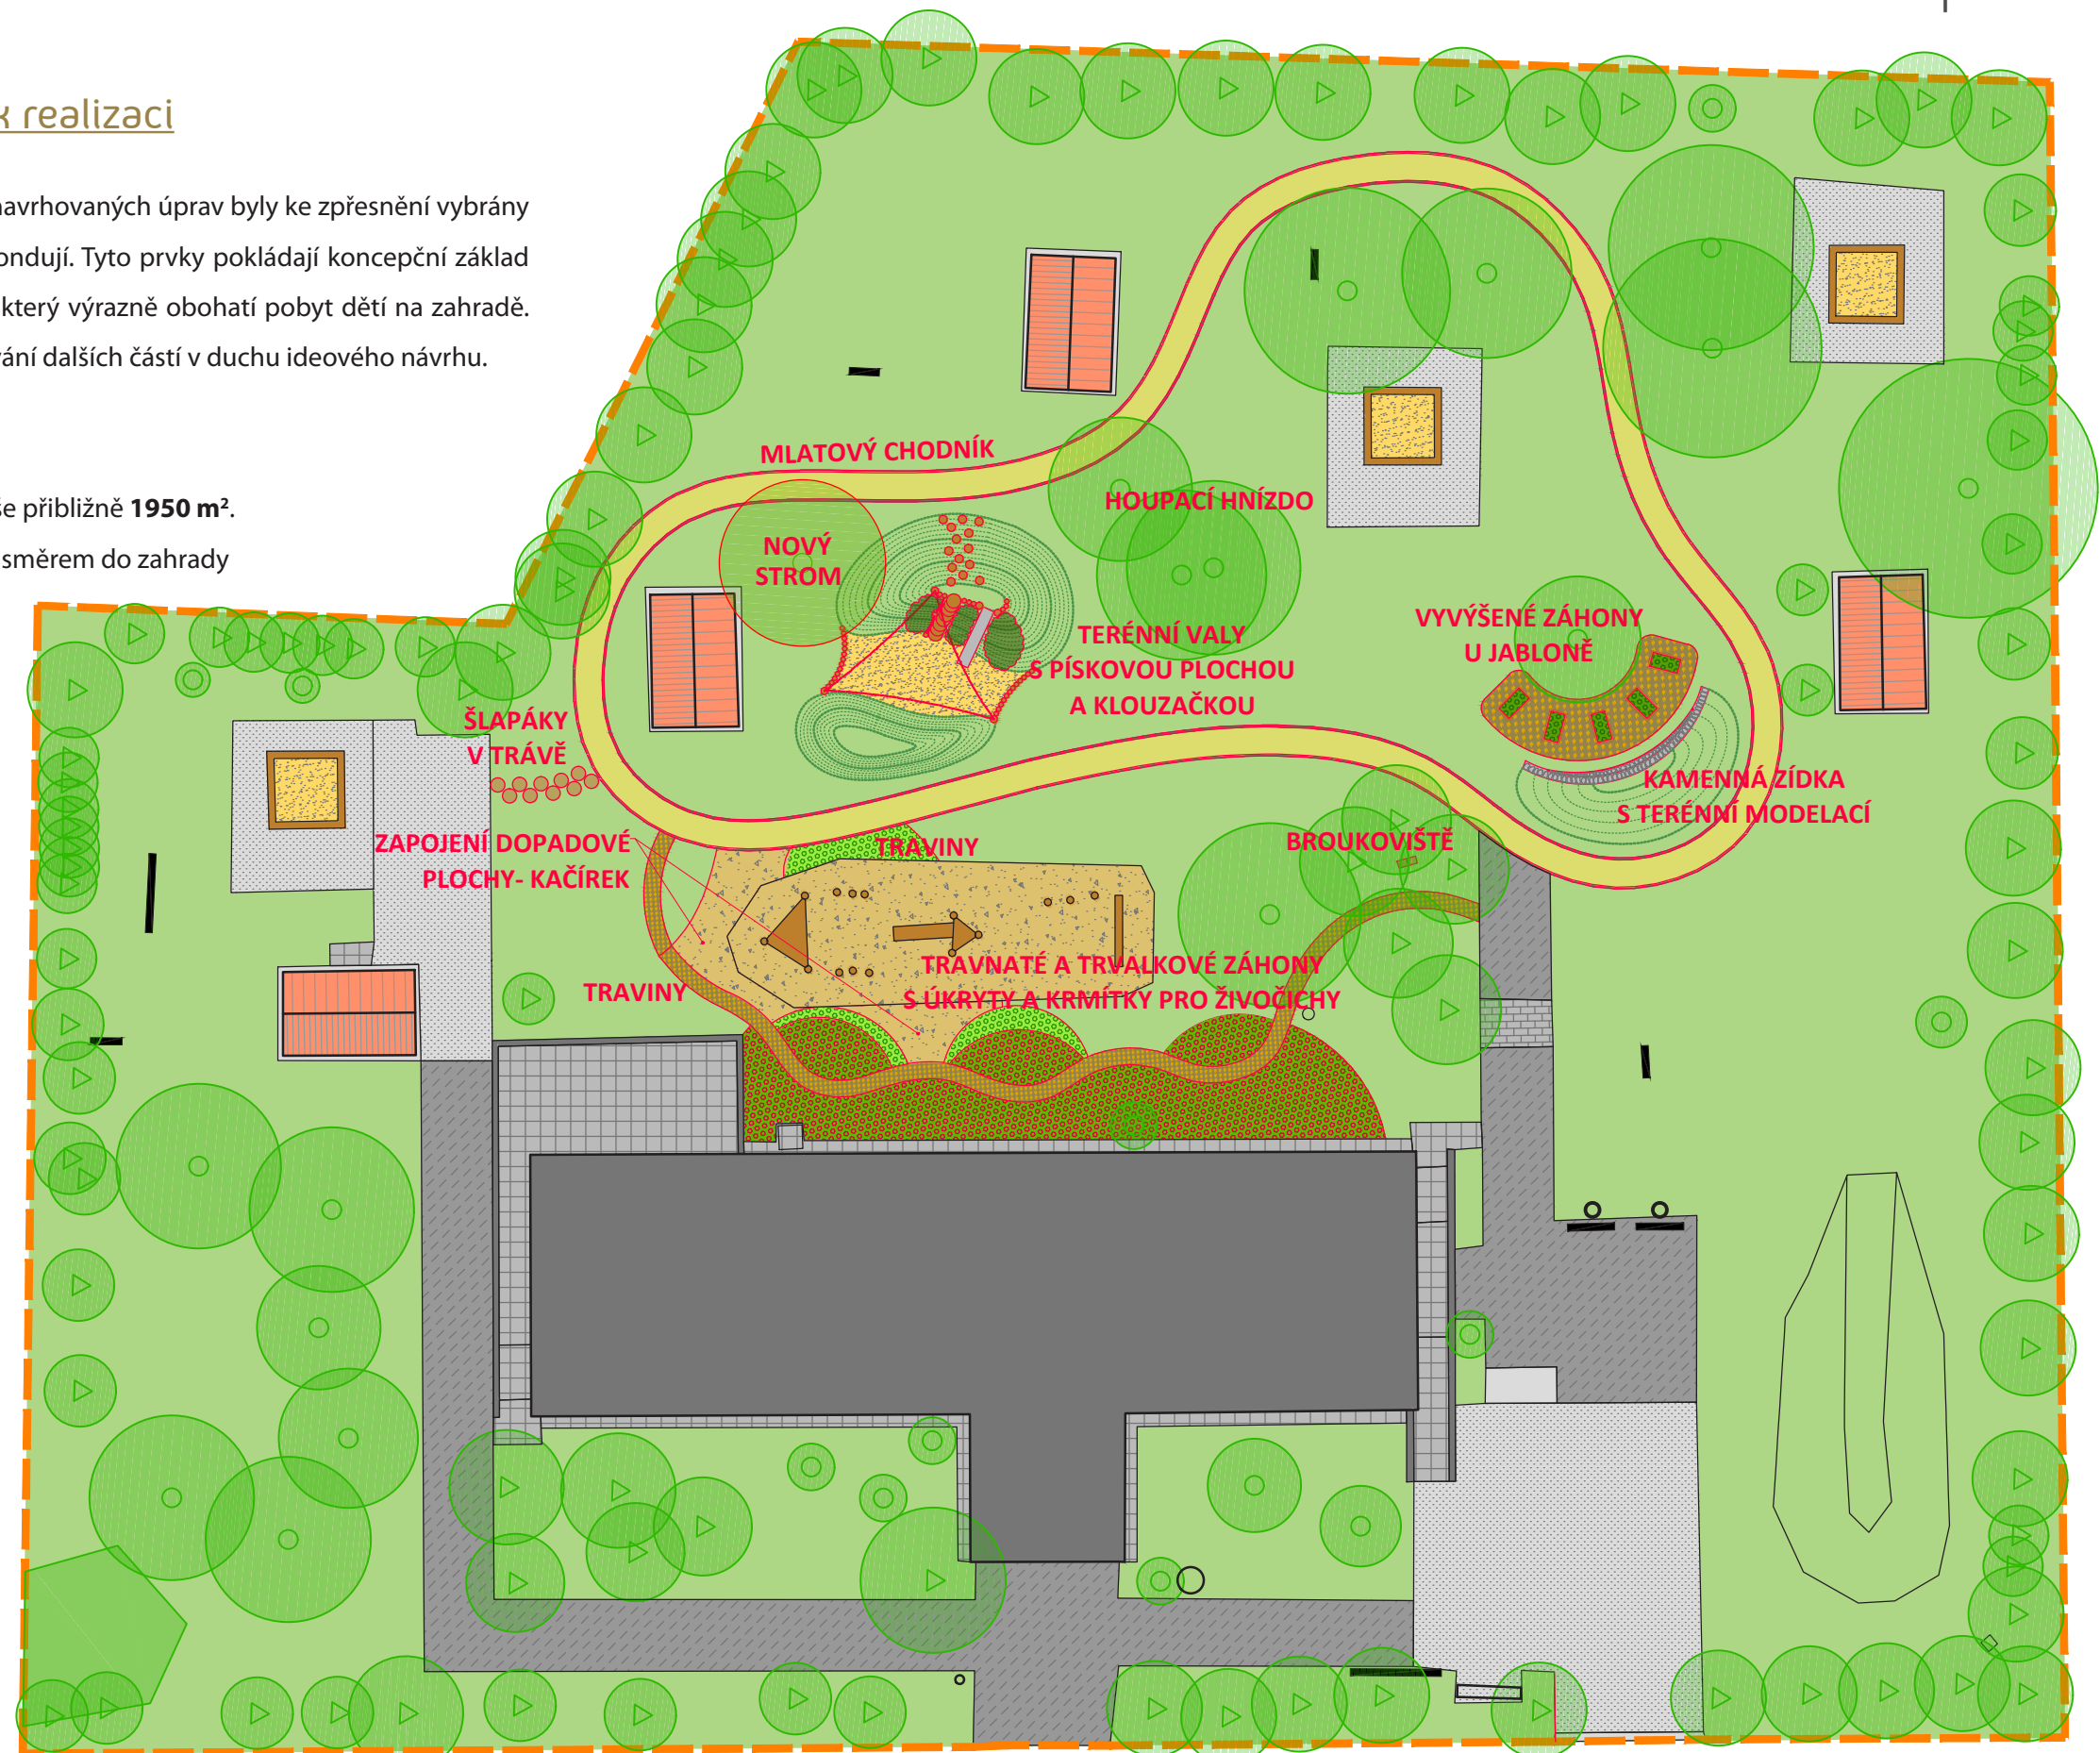 k realizaci
navrhovaných úprav byly ke zpřesnění vybrány
ondují. Tyto prvky pokládají koncepční základ
který výrazně obohatí pobyt dětí na zahradě.
vání dalších částí v duchu ideového návrhu.
še přibližně 1950 m².
směrem do zahrady
MLATOVÝ CHODNÍK
HOUPACÍ HNÍZDO
NOVÝ
STROM
TERÉNNÍ VALY
S PÍSKOVOU PLOCHOU
A KLOUZAČKOU
VYVÝŠENÉ ZÁHONY
U JABLONĚ
ŠLAPÁKY
V TRÁVĚ
KAMENNÁ ZÍDKA
S TERÉNNÍ MODELACÍ
ZAPOJENÍ DOPADOVÉ
PLOCHY- KAČÍREK
TRAVINY
BROUKOVIŠTĚ
TRAVINY
TRAVNATÉ A TRVALKOVÉ ZÁHONY
S ÚKRYTY A KRMÍTKY PRO ŽIVOČICHY